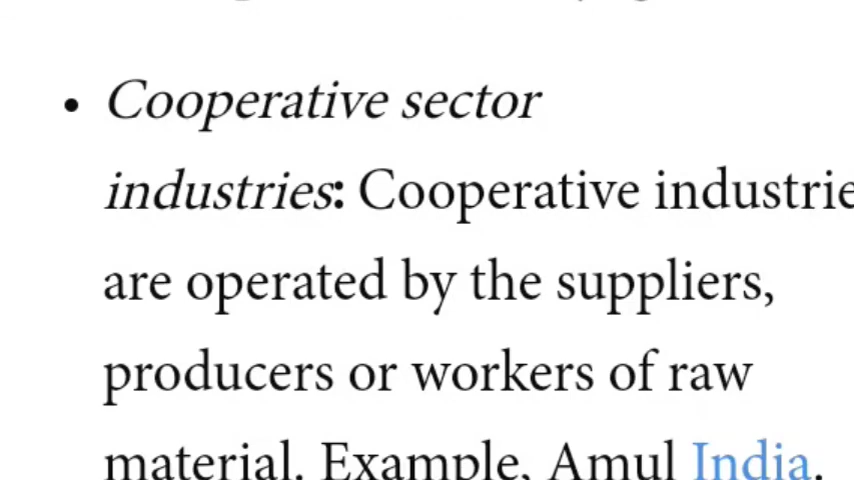 • Cooperative sector
industries: Cooperative industrie
are operated by the suppliers,
producers or workers of raw
material. Example, Amul India.